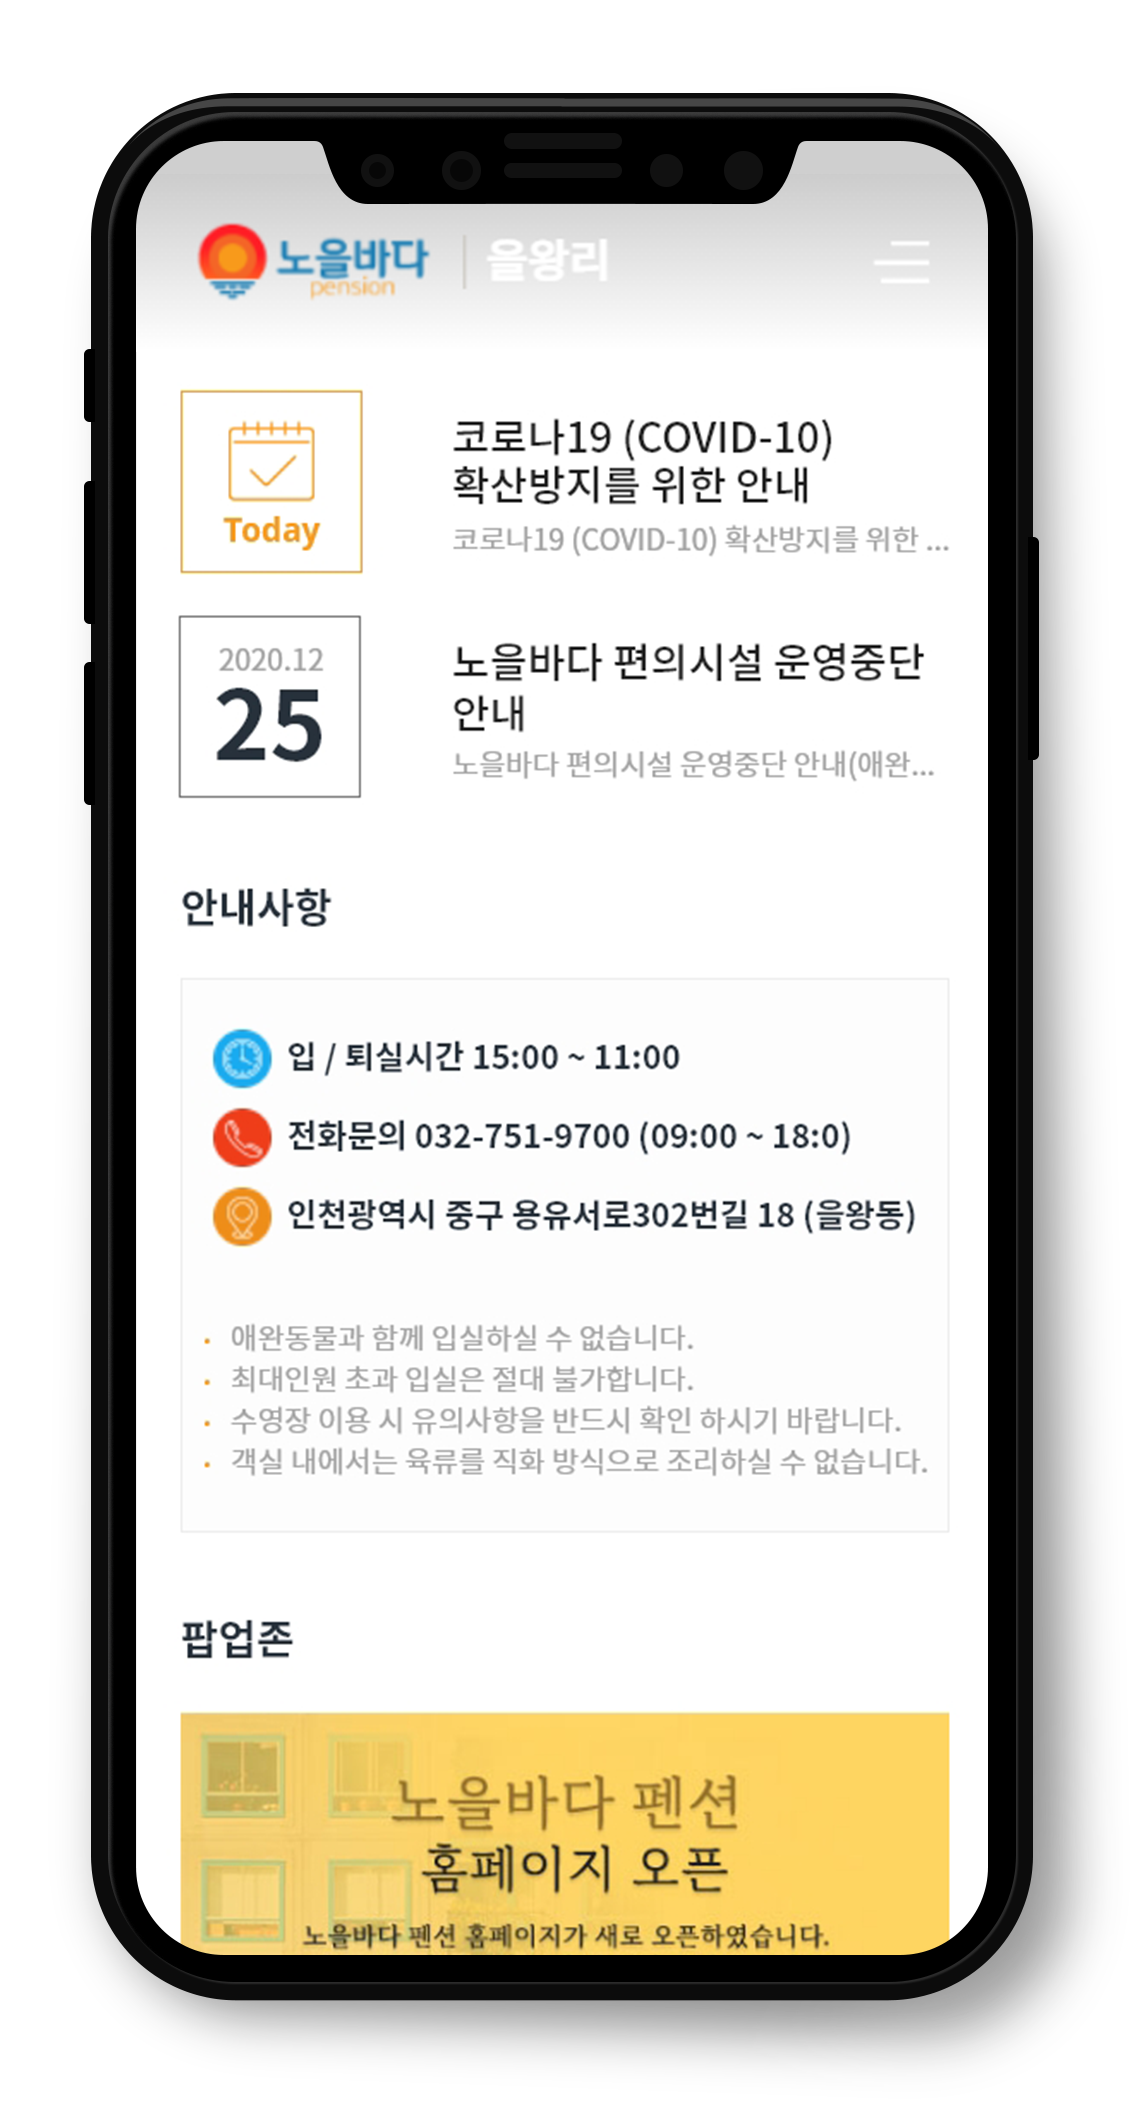 노을바다
pension
을왕리
Today
코로나19 (COVID-10)
확산방지를 위한 안내
코로나19 (COVID-10) 확산방지를 위한 ...
2020.12
25
노을바다 편의시설 운영중단
안내
노을바다 편의시설 운영중단 안내(애완...
안내사항
입 / 퇴실시간 15:00 ~ 11:00
전화문의 032-751-9700 (09:00 ~ 18:0)
인천광역시 중구 용유서로302번길 18 (을왕동)
• 애완동물과 함께 입실하실 수 없습니다.
• 최대인원 초과 입실은 절대 불가합니다.
• 수영장 이용 시 유의사항을 반드시 확인 하시기 바랍니다.
• 객실 내에서는 육류를 직화 방식으로 조리하실 수 없습니다.
팝업존
노을바다 펜션
홈페이지 오픈
노을바다 펜션 홈페이지가 새로 오픈하였습니다.